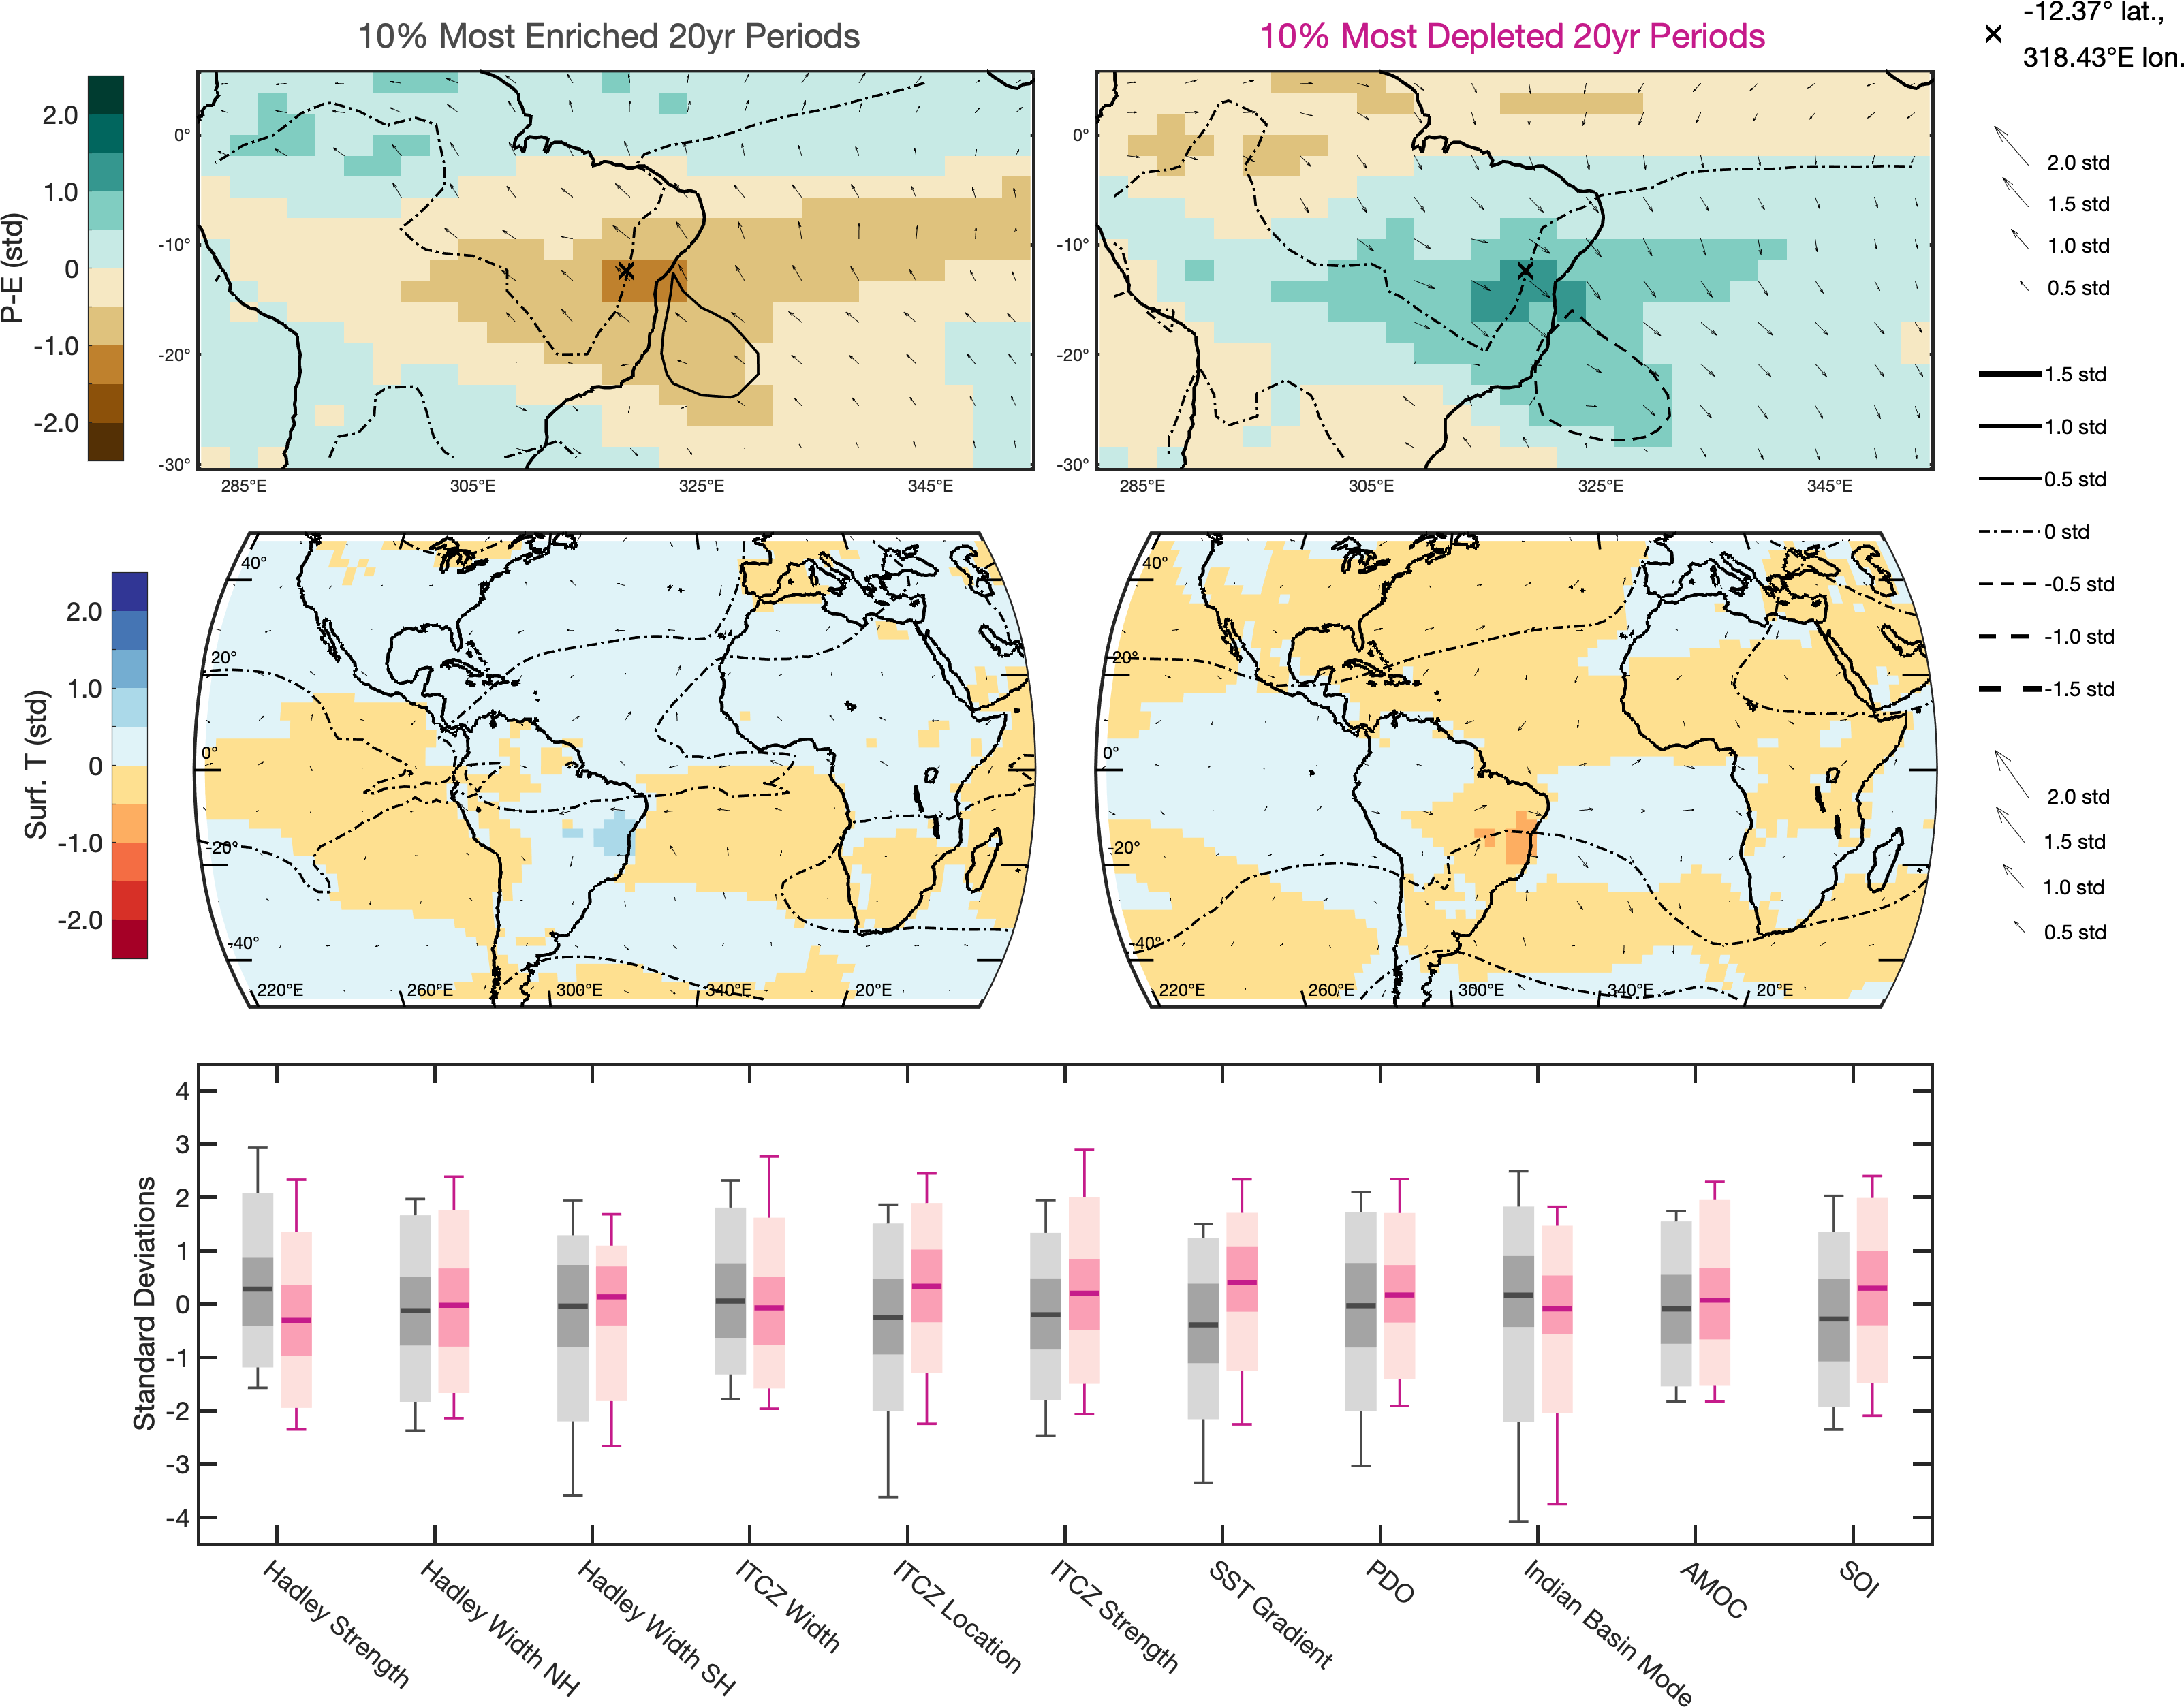 10% Most Enriched 20yr Periods
10% Most Depleted 20yr Periods
-12.37° lat.,
318.43°E lon.
P-E (std)
2.0
1.0
0
-1.0
-2.0
0°
-10°
-20°
-30°
285°E 305°E 325°E 345°E
0°
-10°
-20°
-30°
285°E 305°E 325°E 345°E
2.0 std
1.5 std
1.0 std
0.5 std
1.5 std
1.0 std
0.5 std
0 std
-0.5 std
-1.0 std
-1.5 std
Surf. T (std)
2.0
1.0
0
-1.0
-2.0
40°
20°
0°
-20°
-40°
220°E 260°E 300°E 340°E 20°E
40°
20°
0°
-20°
-40°
220°E 260°E 300°E 340°E 20°E
2.0 std
1.5 std
1.0 std
0.5 std
Standard Deviations
4
3
2
1
0
-1
-2
-3
-4
Hadley Strength
Hadley Width NH
Hadley Width SH
ITCZ Width
ITCZ Location
ITCZ Strength
SST Gradient
PDO
Indian Basin Mode
AMOC
SOI